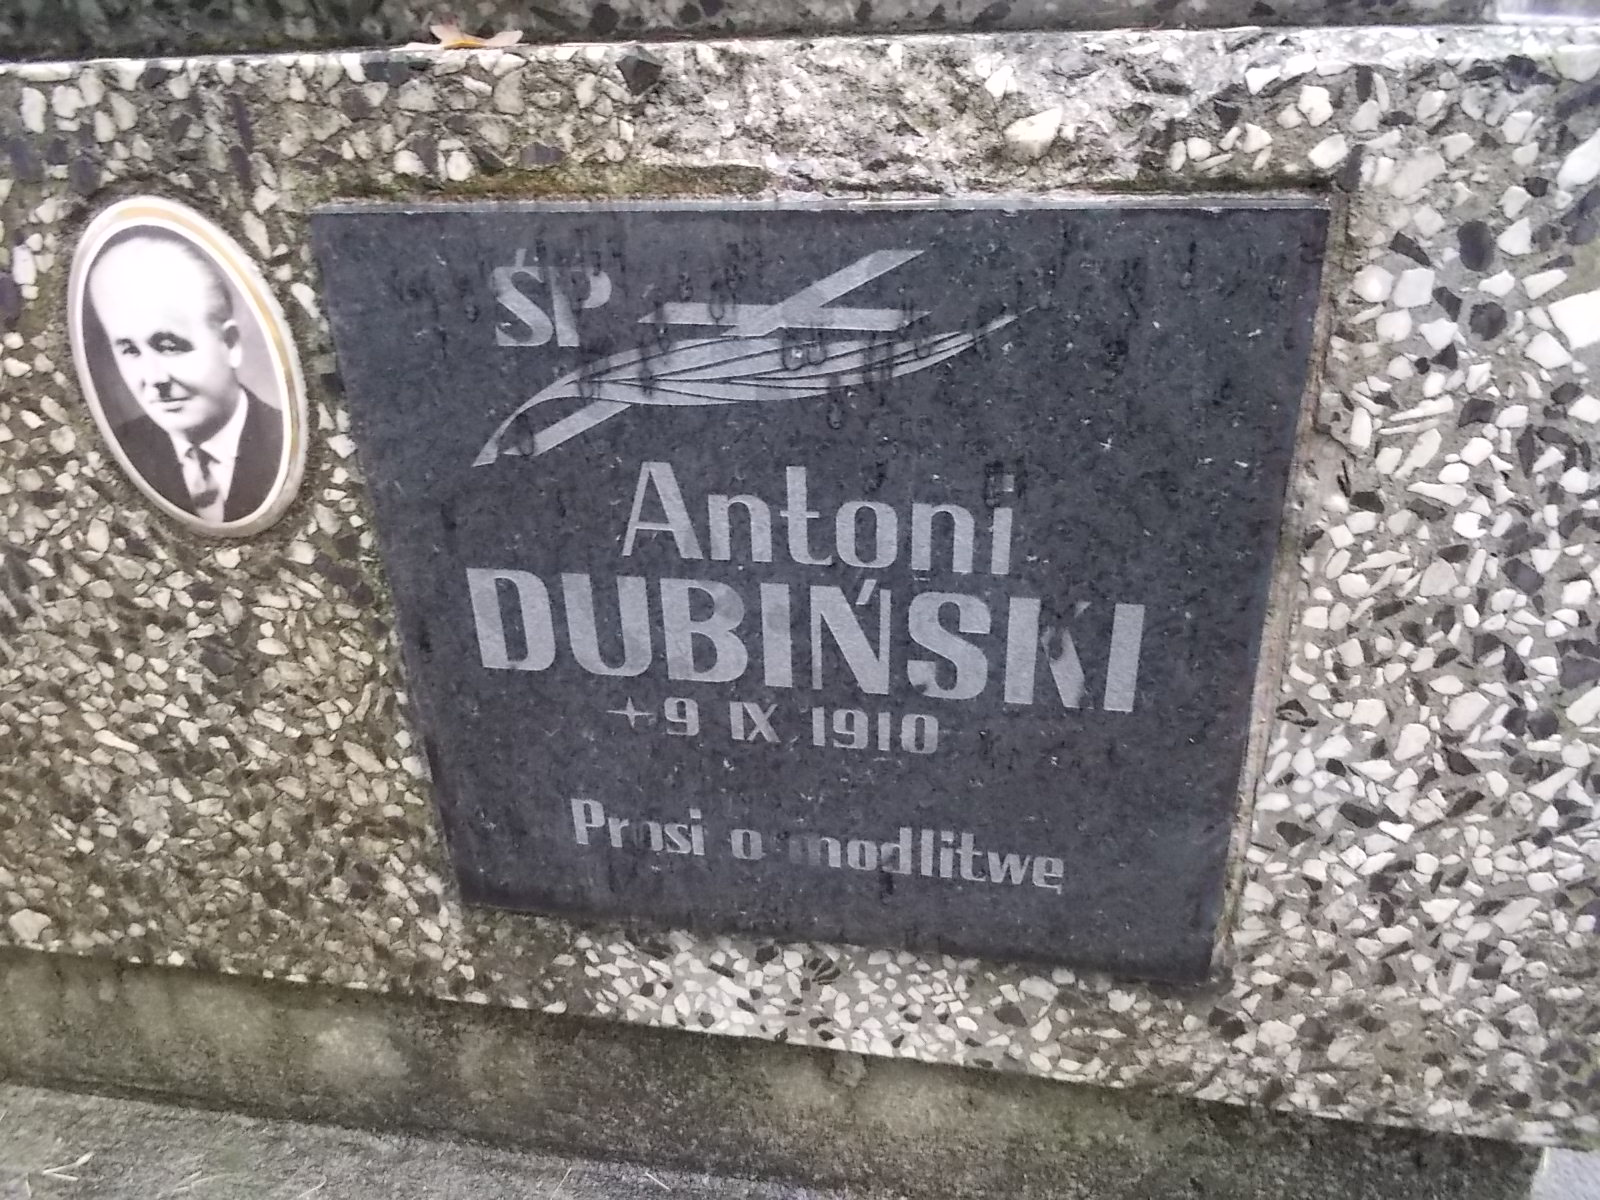 ŚP
Antoni
DUBIŃSKI
+9 IX 1910
Prosi o modlitwę